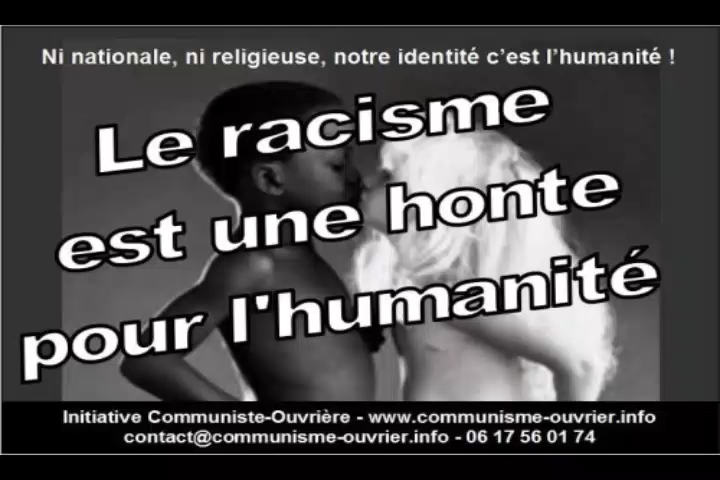 Ni nationale, ni religieuse, notre identité c'est l'humanité !
Le racisme
est une honte
pour l'humanité
Initiative Communiste-Ouvrière - www.communisme-ouvrier.info
contact@communisme-ouvrier.info - 06 17 56 01 74